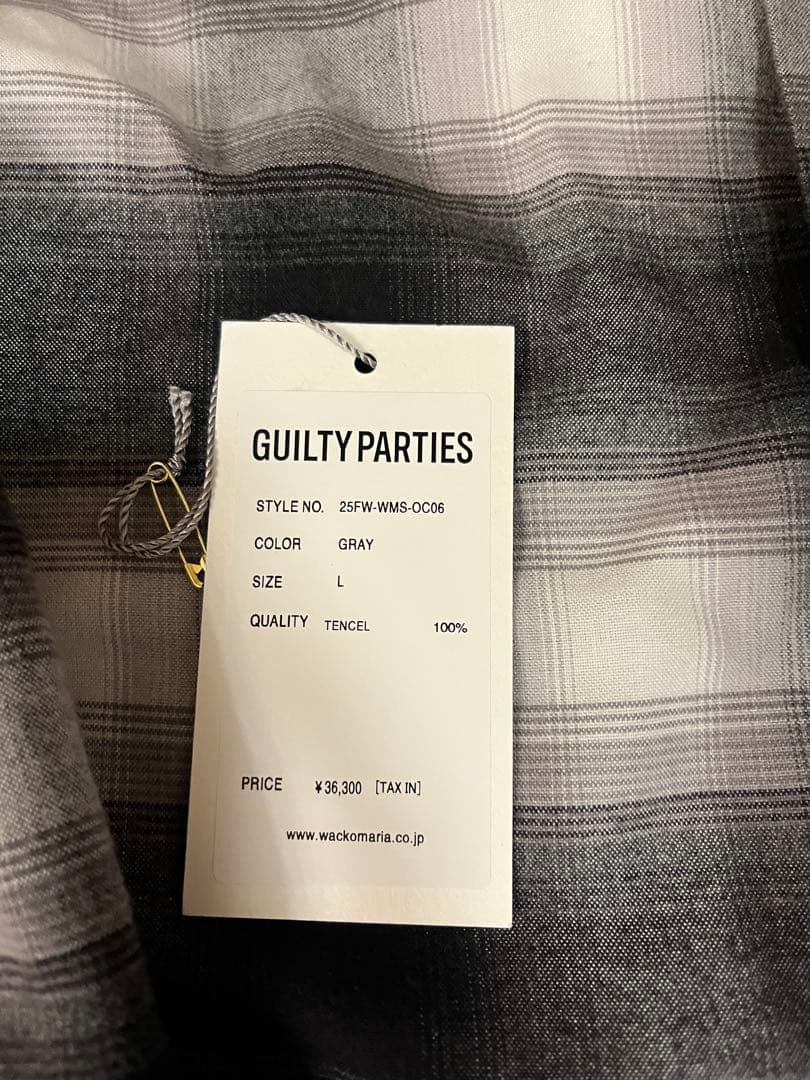 GUILTY PARTIES
STYLE NO. 25FW-WMS-OC06
COLOR GRAY
SIZE L
QUALITY TENCEL 100%
PRICE ¥36,300 [TAX IN]
www.wackomaria.co.jp